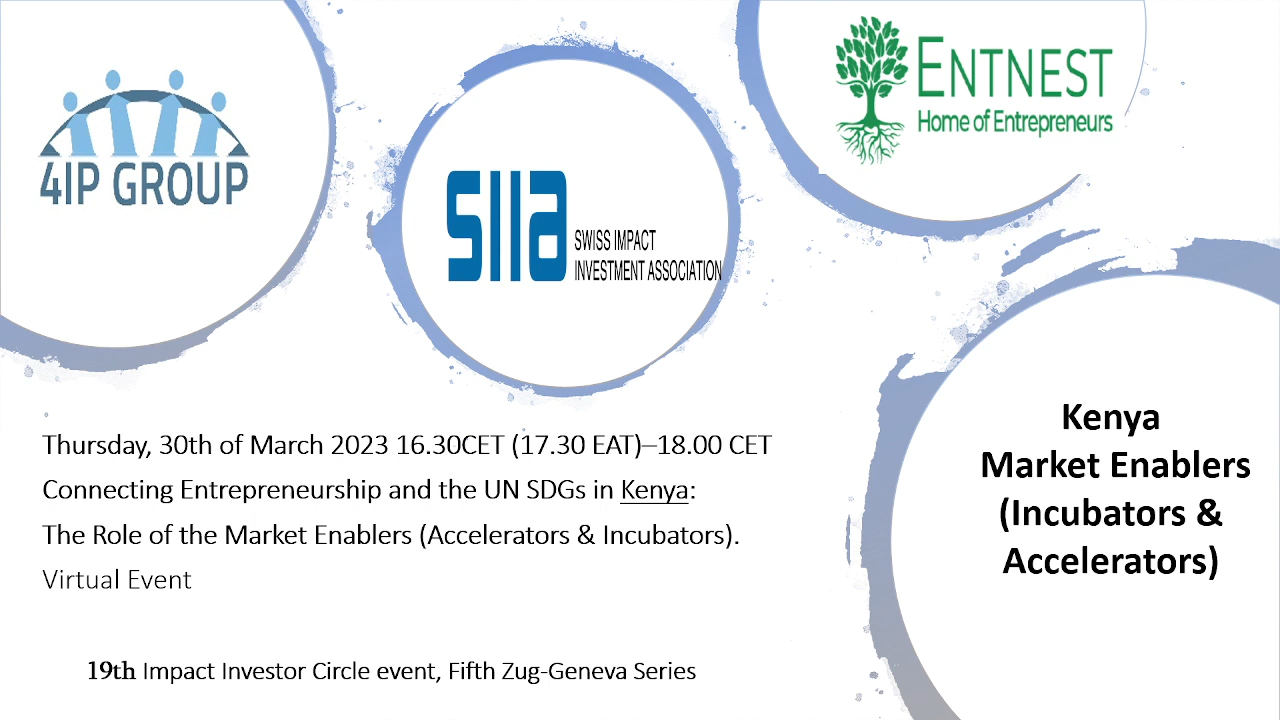 4IP GROUP
SIIA
SWISS IMPACT
INVESTMENT ASSOCIATION
ENTNEST
Home of Entrepreneurs
Thursday, 30th of March 2023 16.30CET (17.30 EAT)–18.00 CET
Connecting Entrepreneurship and the UN SDGs in Kenya:
The Role of the Market Enablers (Accelerators & Incubators).
Virtual Event
19th Impact Investor Circle event, Fifth Zug-Geneva Series
Kenya
Market Enablers
(Incubators &
Accelerators)